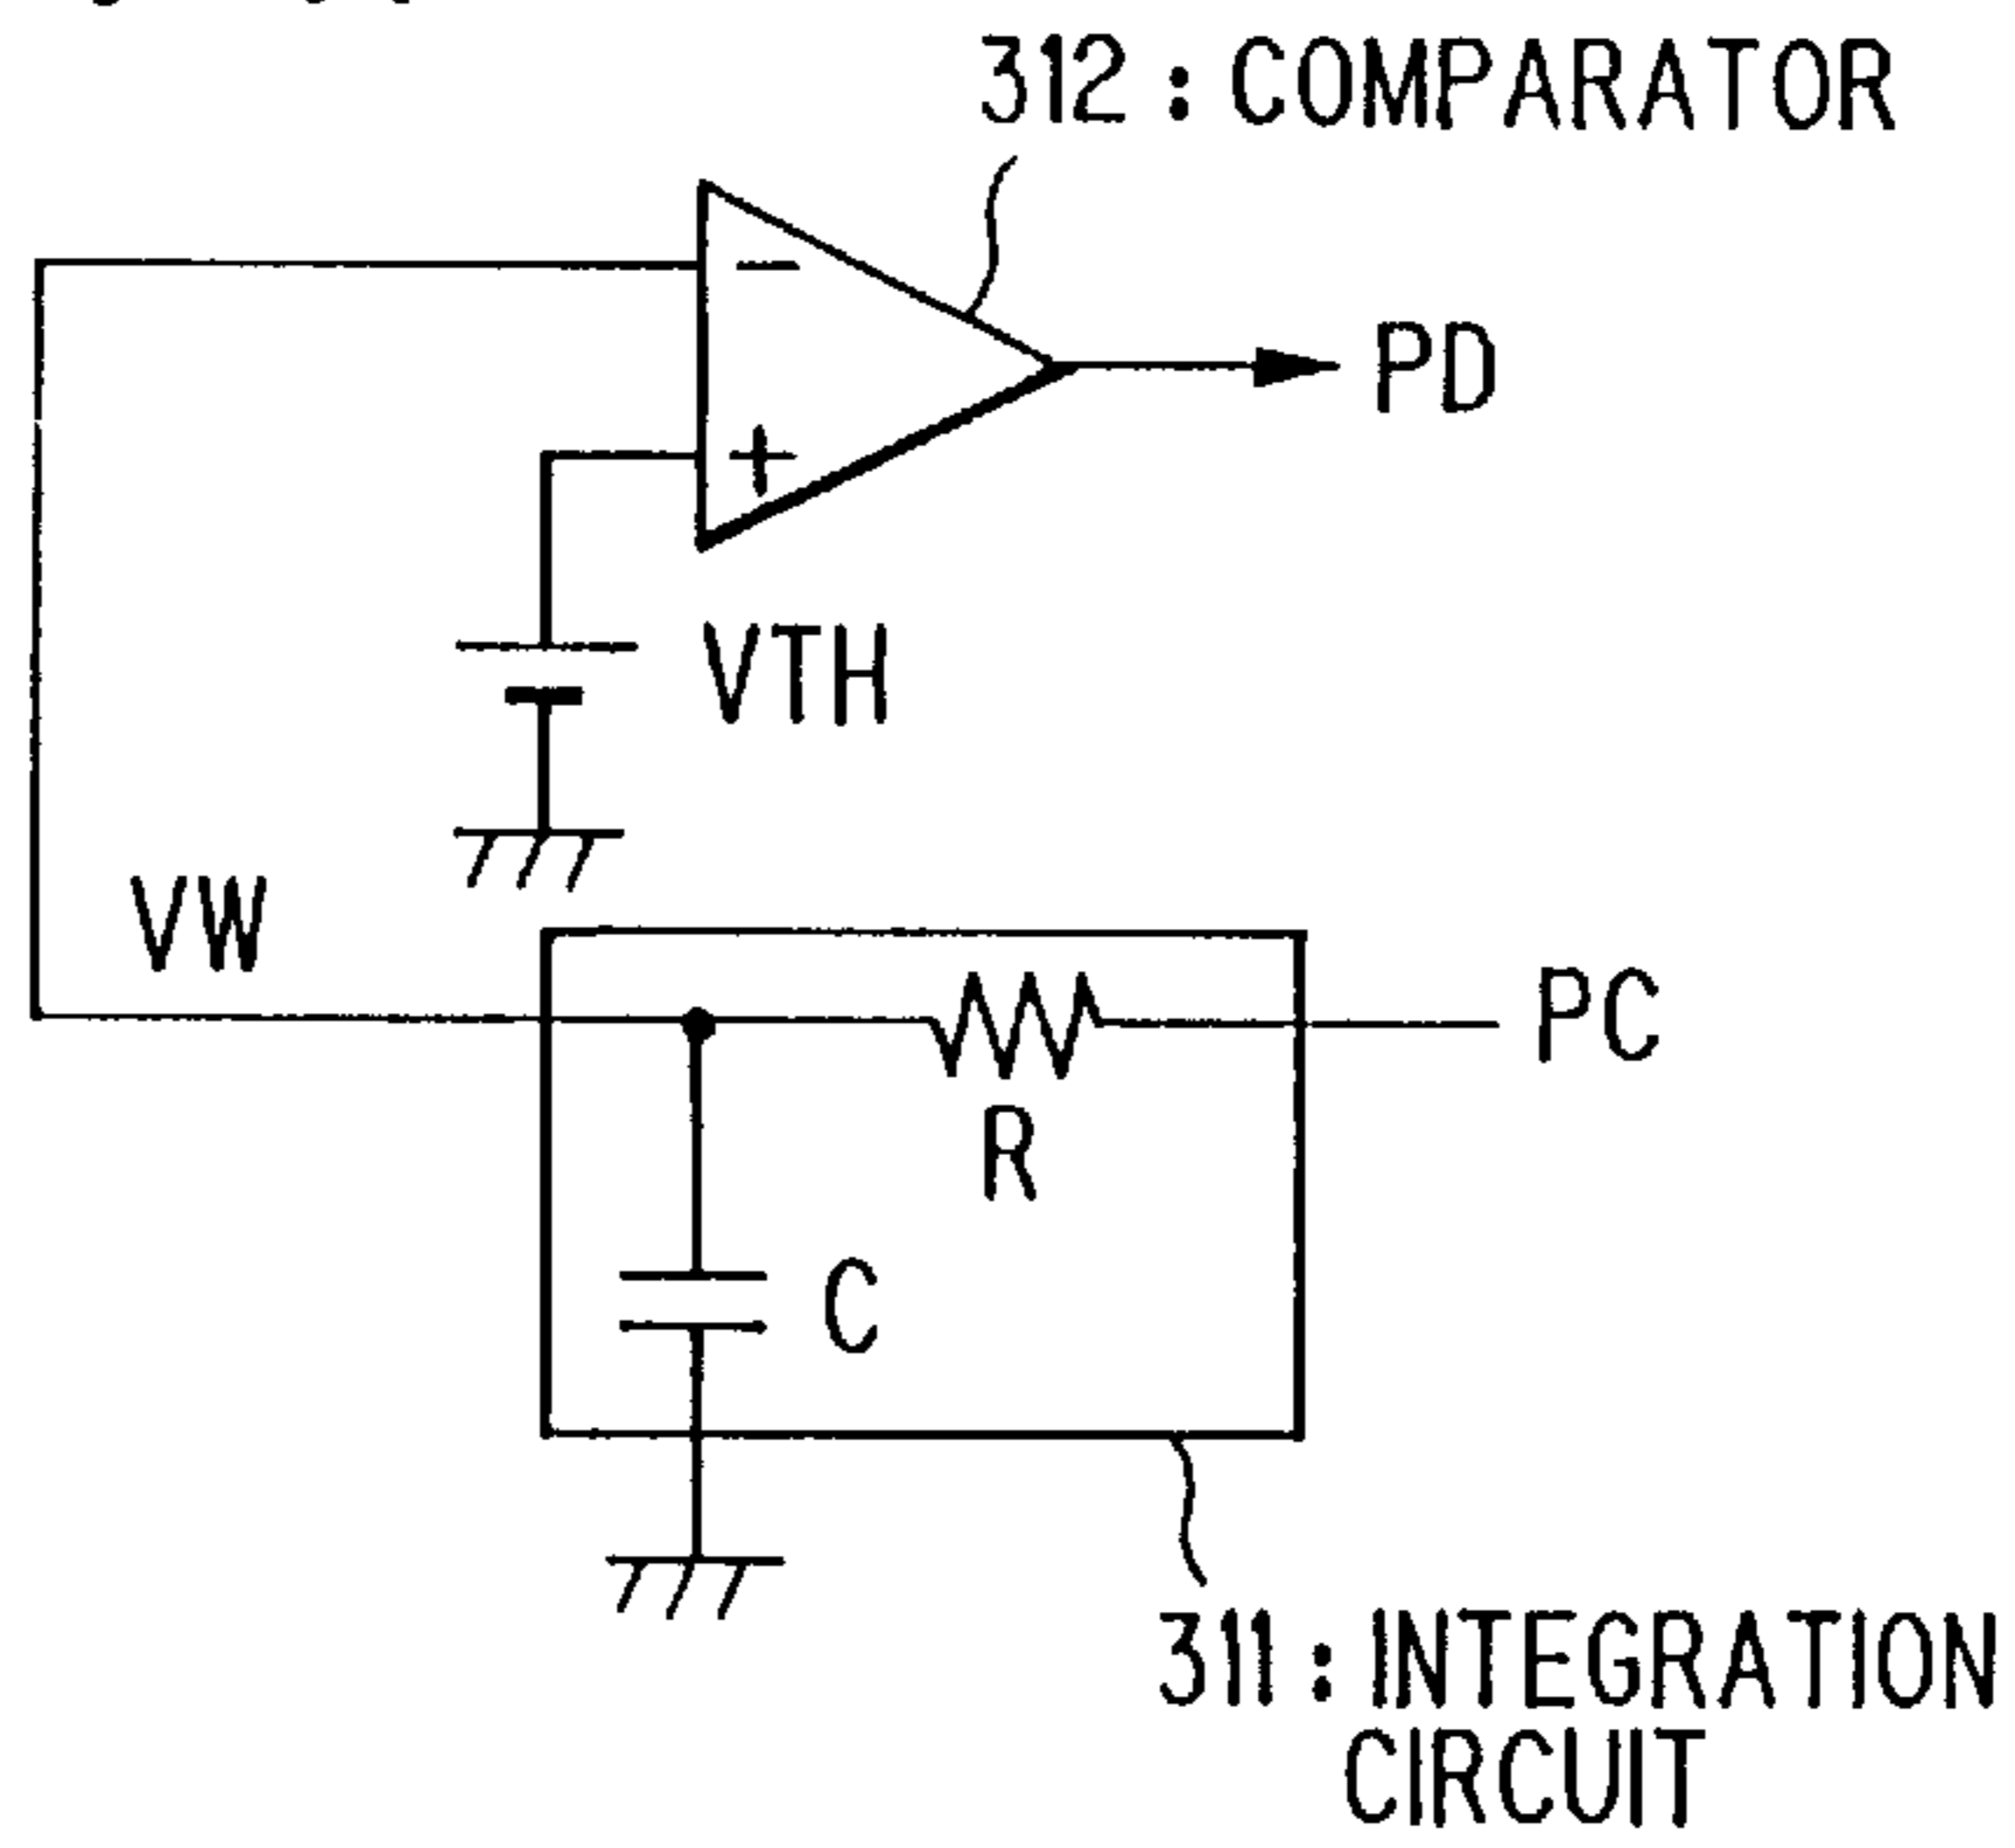 312: COMPARATOR
−
PD
+
VTH
VW
PC
R
C
311: INTEGRATION
CIRCUIT